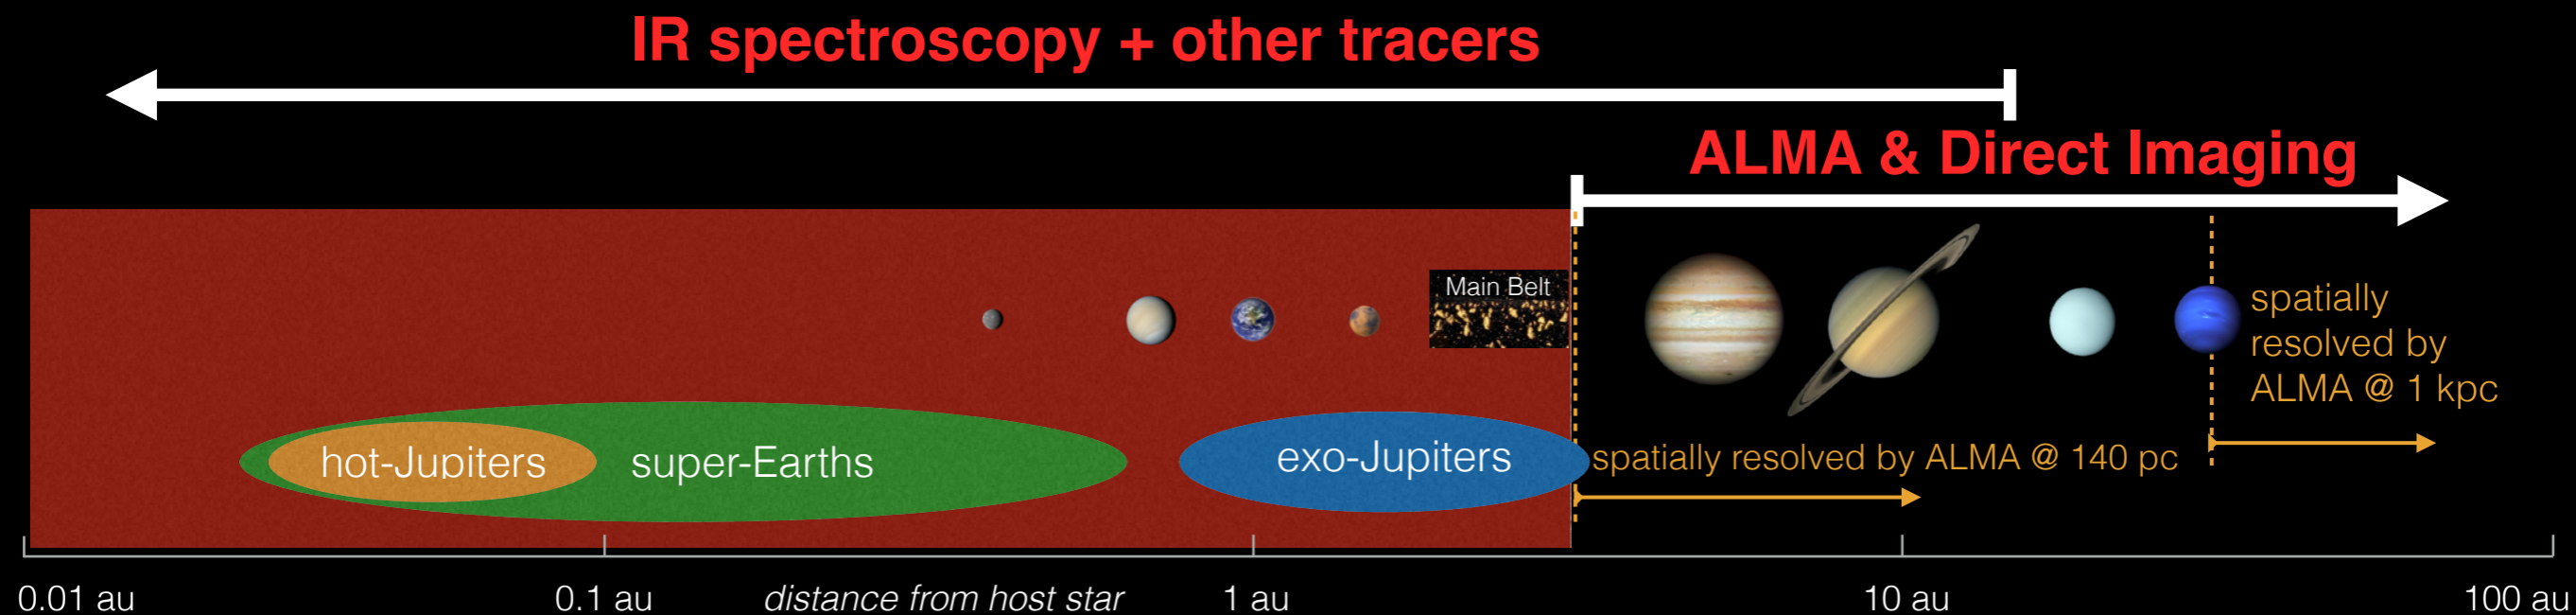 IR spectroscopy + other tracers
ALMA & Direct Imaging
Main Belt
spatially
resolved by
ALMA @ 1 kpc
hot-Jupiters
super-Earths
exo-Jupiters
spatially resolved by ALMA @ 140 pc
0.01 au
0.1 au
distance from host star
1 au
10 au
100 au